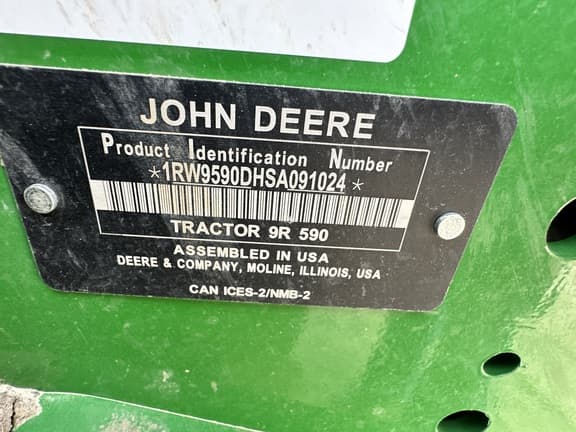 JOHN DEERE
Product Identification Number
*1RW9590DHSA091024*
TRACTOR 9R 590
ASSEMBLED IN USA
DEERE & COMPANY, MOLINE, ILLINOIS, USA
CAN ICES-2/NMB-2